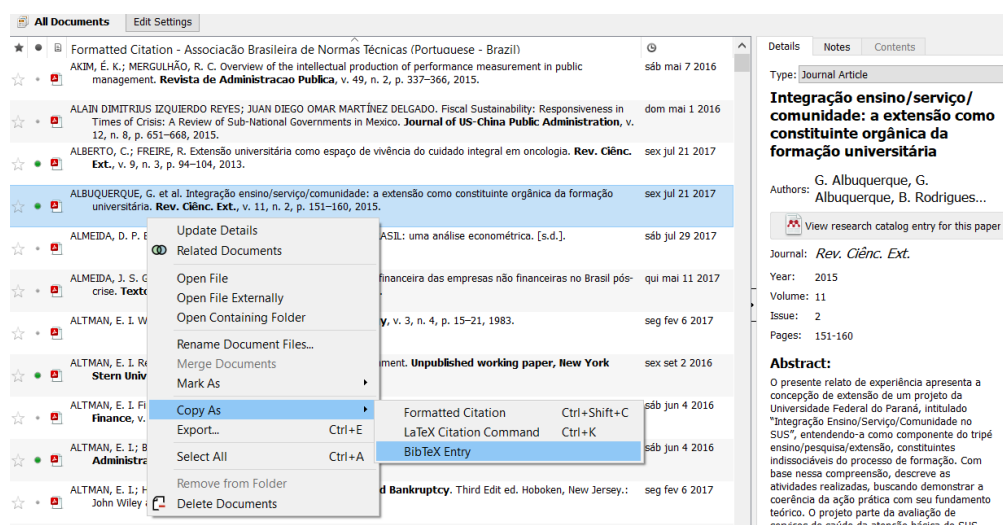 All Documents Edit Settings
Formatted Citation - Associacão Brasileira de Normas Técnicas (Portuguese - Brazil)
AKIM, É. K.; MERGULHÃO, R. C. Overview of the intellectual production of performance measurement in public sáb mai 7 2016
management. Revista de Administracao Publica, v. 49, n. 2, p. 337–366, 2015.
ALAIN DIMITRIUS IZQUIERDO REYES; JUAN DIEGO OMAR MARTÍNEZ DELGADO. Fiscal Sustainability: Responsiveness in dom mai 1 2016
Times of Crisis: A Review of Sub-National Governments in Mexico. Journal of US-China Public Administration, v.
12, n. 8, p. 651–668, 2015.
ALBERTO, C.; FREIRE, R. Extensão universitária como espaço de vivência do cuidado integral em oncologia. Rev. Ciênc. sex jul 21 2017
Ext., v. 9, n. 3, p. 94–104, 2013.
ALBUQUERQUE, G. et al. Integração ensino/serviço/comunidade: a extensão como constituinte orgânica da formação sex jul 21 2017
universitária. Rev. Ciênc. Ext., v. 11, n. 2, p. 151–160, 2015.
ALMEIDA, D. P. ASIL: uma análise econométrica. [s.d.]. sáb jul 29 2017
ALMEIDA, J. S. G financeira das empresas não financeiras no Brasil pós- qui mai 11 2017
crise. Texto
ALTMAN, E. I. W y, v. 3, n. 4, p. 15–21, 1983. seg fev 6 2017
ALTMAN, E. I. Re ment. Unpublished working paper, New York sex set 2 2016
Stern Univ
ALTMAN, E. I. Fi sáb jun 4 2016
Finance, v.
ALTMAN, E. I.; B sáb jun 4 2016
Administra
ALTMAN, E. I.; H d Bankruptcy. Third Edit ed. Hoboken, New Jersey.: seg fev 6 2017
John Wiley
Update Details
Related Documents
Open File
Open File Externally
Open Containing Folder
Rename Document Files...
Merge Documents
Mark As
Copy As
Export... Ctrl+E
Select All Ctrl+A
Remove from Folder
Delete Documents
Formatted Citation Ctrl+Shift+C
LaTeX Citation Command Ctrl+K
BibTeX Entry
Details Notes Contents
Type: Journal Article
Integração ensino/serviço/
comunidade: a extensão como
constituinte orgânica da
formação universitária
Authors: G. Albuquerque, G.
Albuquerque, B. Rodrigues...
View research catalog entry for this paper
Journal: Rev. Ciênc. Ext.
Year: 2015
Volume: 11
Issue: 2
Pages: 151-160
Abstract:
O presente relato de experiência apresenta a
concepção de extensão de um projeto da
Universidade Federal do Paraná, intitulado
"Integração Ensino/Serviço/Comunidade no
SUS", entendendo-a como componente do tripé
ensino/pesquisa/extensão, constituintes
indissociáveis do processo de formação. Com
base nessa compreensão, descreve as
atividades realizadas, buscando demonstrar a
coerência da ação prática com seu fundamento
teórico. O projeto parte da avaliação de
serviços de saúde da atenção básica do SUS